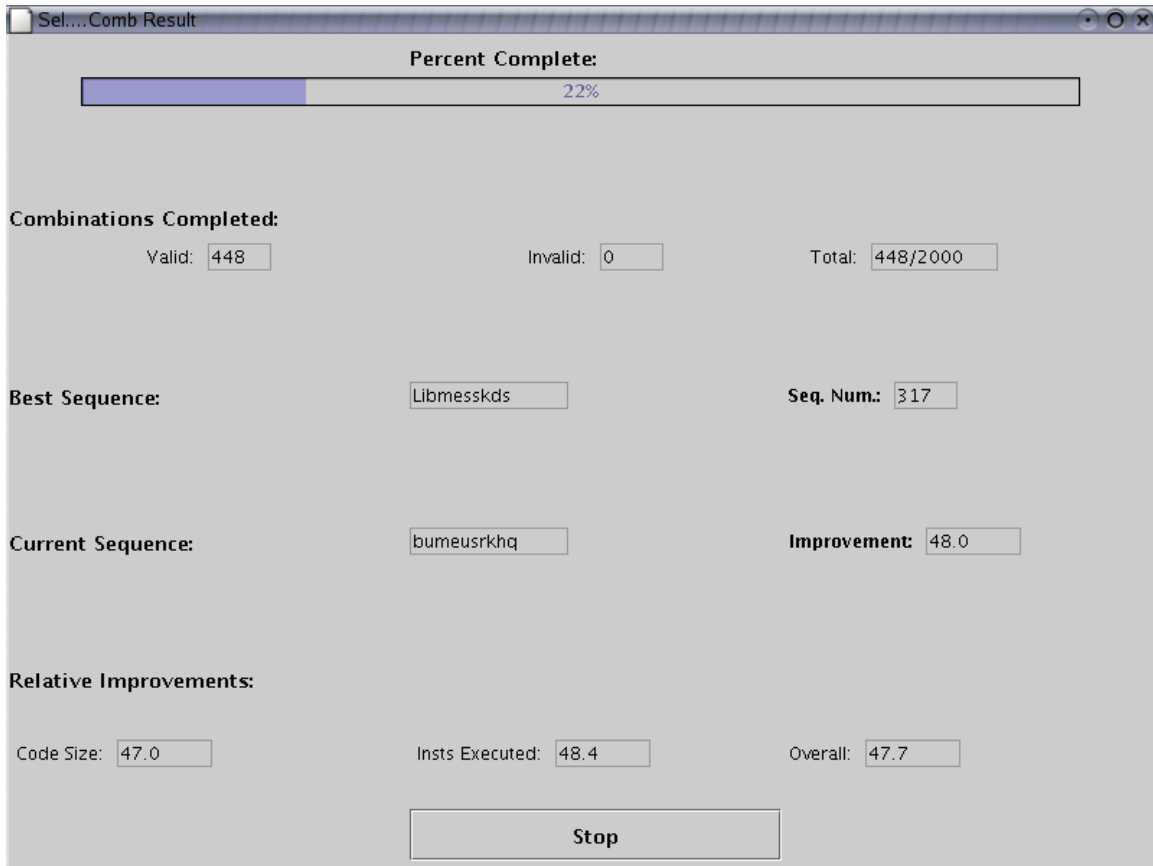 Sel....Comb Result
Percent Complete:
22%
Combinations Completed:
Valid: 448 Invalid: 0 Total: 448/2000
Best Sequence: Libmesskds Seq. Num.: 317
Current Sequence: bumeusrkhq Improvement: 48.0
Relative Improvements:
Code Size: 47.0 Insts Executed: 48.4 Overall: 47.7
Stop